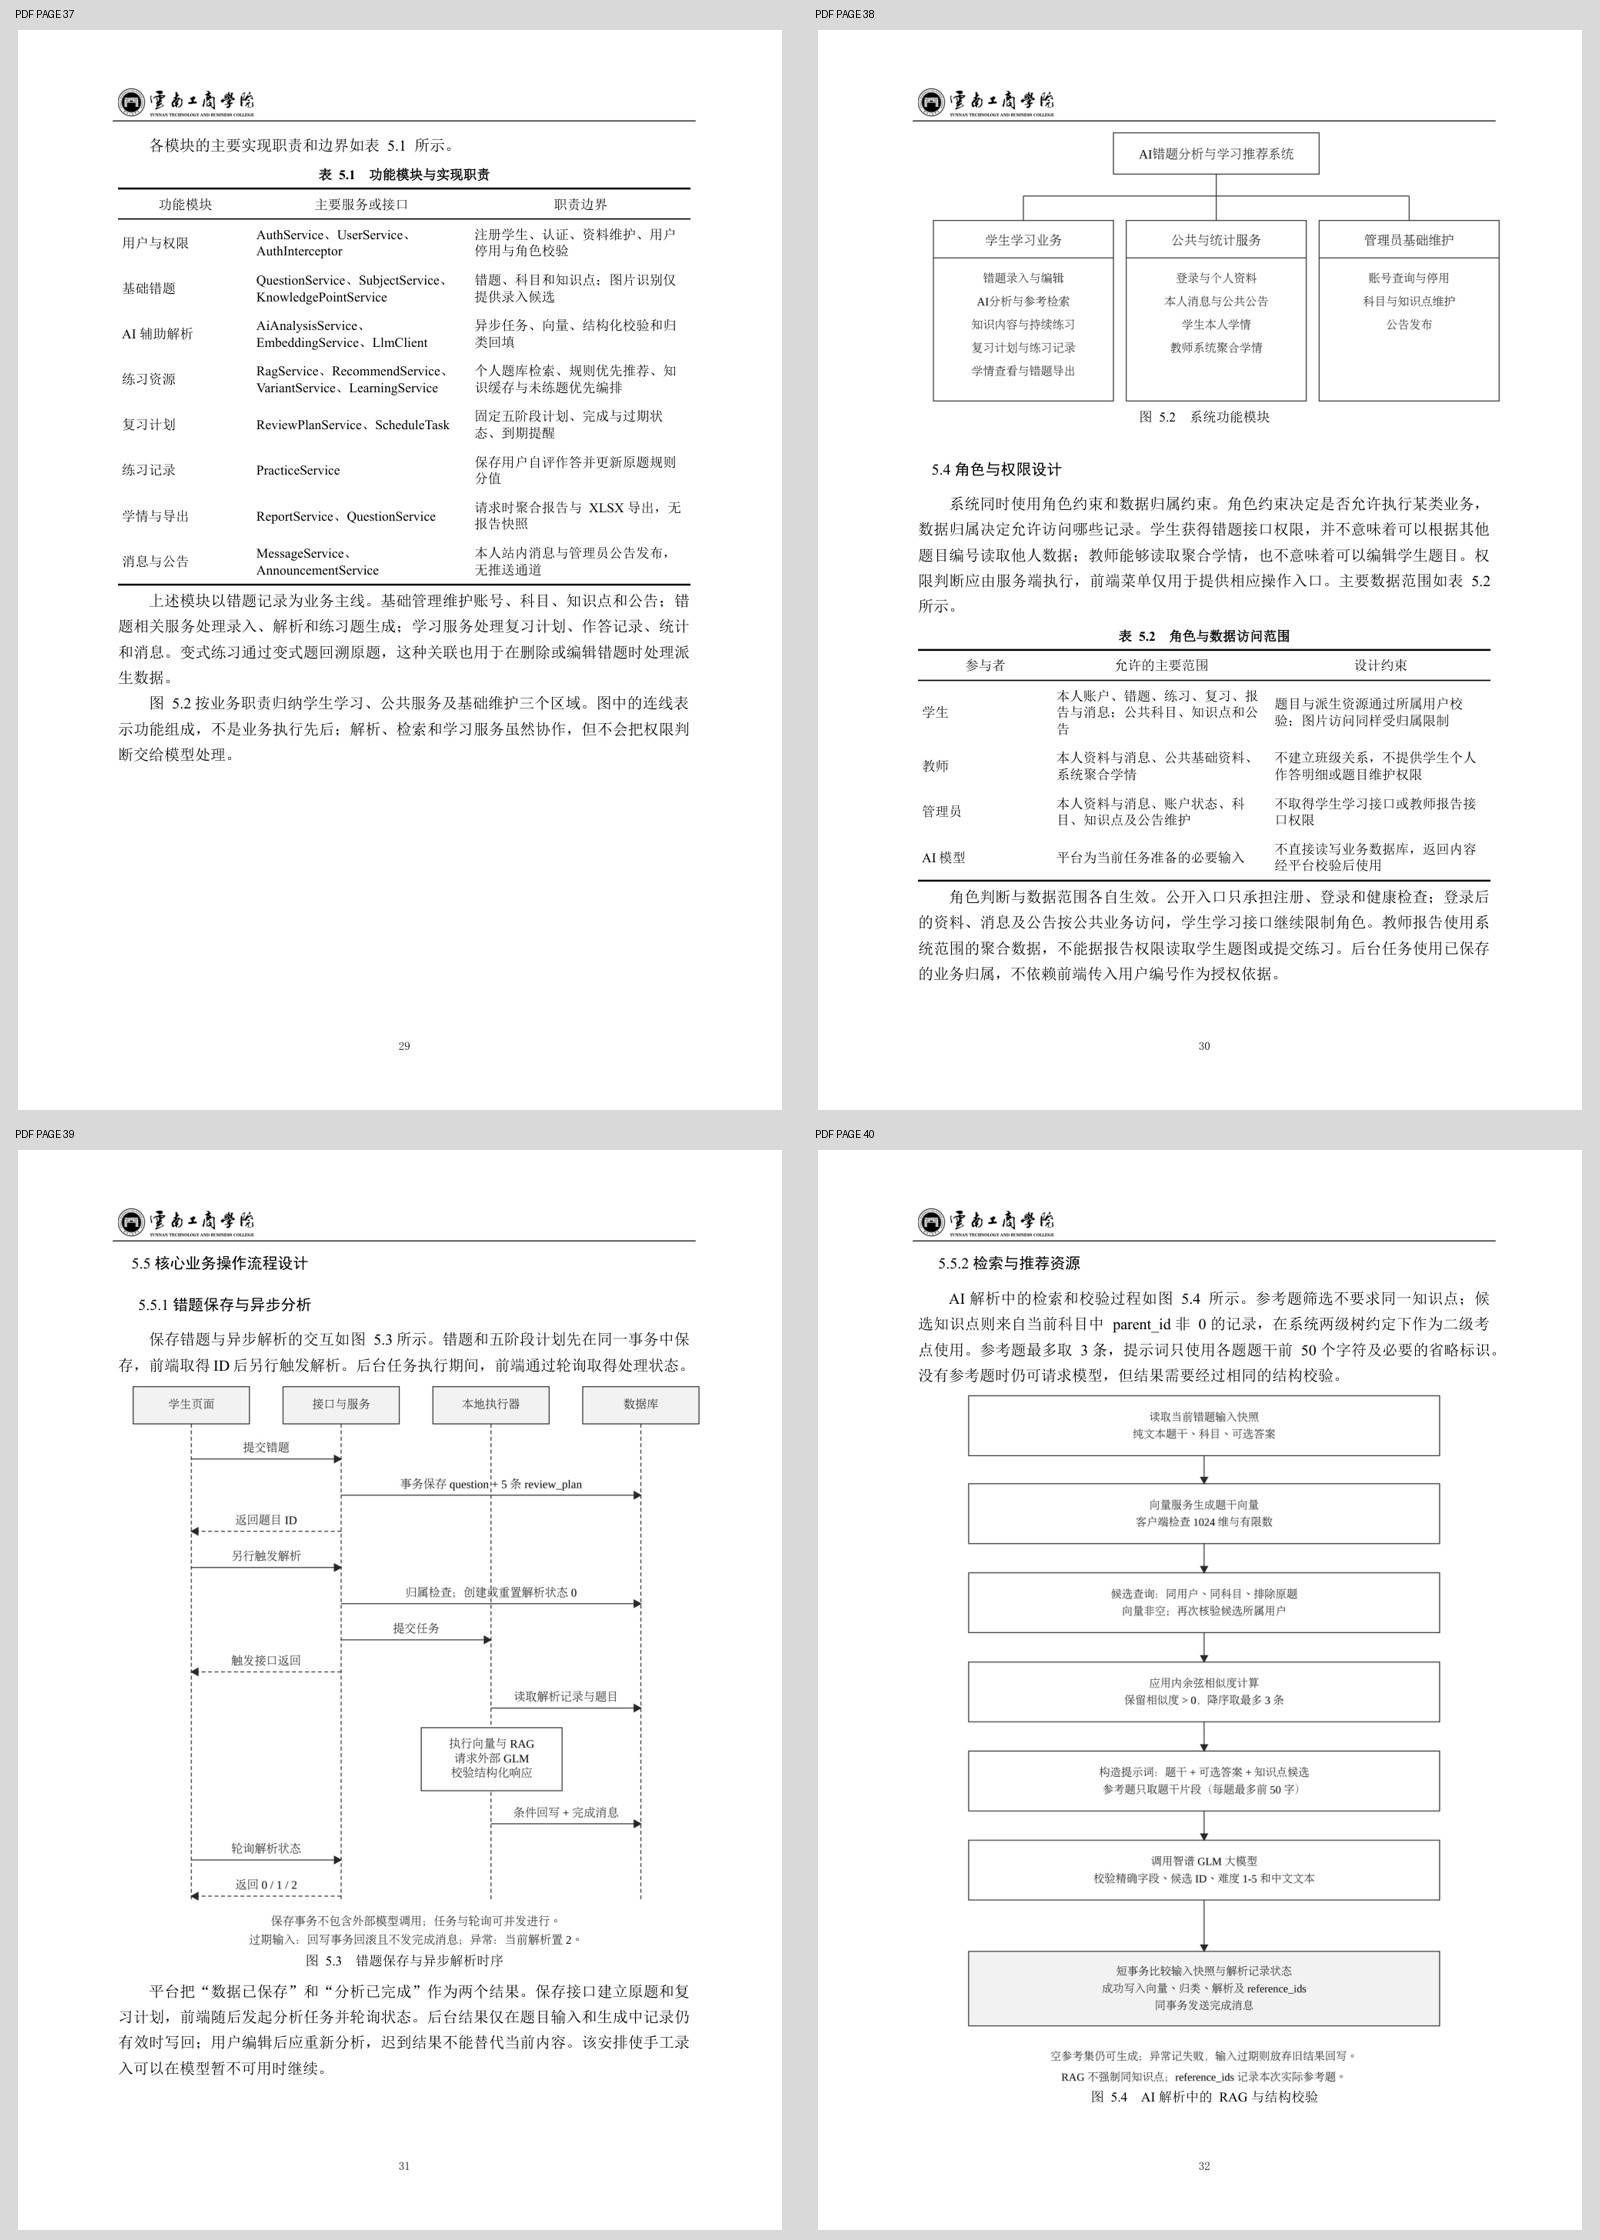 PDF PAGE 37
雲南工商學院
YUNNAN TECHNOLOGY AND BUSINESS COLLEGE
各模块的主要实现职责和边界如表 5.1 所示。
表 5.1 功能模块与实现职责
功能模块 主要服务或接口 职责边界
用户与权限 AuthService、UserService、 注册学生、认证、资料维护、用户
AuthInterceptor 停用与角色校验
基础错题 QuestionService、SubjectService、 错题、科目和知识点；图片识别仅
KnowledgePointService 提供录入候选
AI 辅助解析 AiAnalysisService、 异步任务、向量、结构化校验和归
EmbeddingService、LlmClient 类回填
练习资源 RagService、RecommendService、 个人题库检索、规则优先推荐、知
VariantService、LearningService 识缓存与未练题优先编排
复习计划 ReviewPlanService、ScheduleTask 固定五阶段计划、完成与过期状
态、到期提醒
练习记录 PracticeService 保存用户自评作答并更新原题规则
分值
学情与导出 ReportService、QuestionService 请求时聚合报告与 XLSX 导出，无
报告快照
消息与公告 MessageService、 本人站内消息与管理员公告发布，
AnnouncementService 无推送通道
上述模块以错题记录为业务主线。基础管理维护账号、科目、知识点和公告；错
题相关服务处理录入、解析和练习题生成；学习服务处理复习计划、作答记录、统计
和消息。变式练习通过变式题回溯原题，这种关联也用于在删除或编辑错题时处理派
生数据。
图 5.2 按业务职责归纳学生学习、公共服务及基础维护三个区域。图中的连线表
示功能组成，不是业务执行先后；解析、检索和学习服务虽然协作，但不会把权限判
断交给模型处理。
29
PDF PAGE 38
雲南工商學院
YUNNAN TECHNOLOGY AND BUSINESS COLLEGE
AI错题分析与学习推荐系统
学生学习业务 公共与统计服务 管理员基础维护
错题录入与编辑 登录与个人资料 账号查询与停用
AI分析与参考检索 本人消息与公共公告 科目与知识点维护
知识内容与持续练习 学生本人学情 公告发布
复习计划与练习记录 教师系统聚合学情
学情查看与错题导出
图 5.2 系统功能模块
5.4 角色与权限设计
系统同时使用角色约束和数据归属约束。角色约束决定是否允许执行某类业务，
数据归属决定允许访问哪些记录。学生获得错题接口权限，并不意味着可以根据其他
题目编号读取他人数据；教师能够读取聚合学情，也不意味着可以编辑学生题目。权
限判断应由服务端执行，前端菜单仅用于提供相应操作入口。主要数据范围如表 5.2
所示。
表 5.2 角色与数据访问范围
参与者 允许的主要范围 设计约束
学生 本人账户、错题、练习、复习、报 题目与派生资源通过所属用户校
告与消息；公共科目、知识点和公 验；图片访问同样受归属限制
告
教师 本人资料与消息、公共基础资料、 不建立班级关系，不提供学生个人
系统聚合学情 作答明细或题目维护权限
管理员 本人资料与消息、账户状态、科 不取得学生学习接口或教师报告接
目、知识点及公告维护 口权限
AI 模型 平台为当前任务准备的必要输入 不直接读写业务数据库，返回内容
经平台校验后使用
角色判断与数据范围各自生效。公开入口只承担注册、登录和健康检查；登录后
的资料、消息及公告按公共业务访问，学生学习接口继续限制角色。教师报告使用系
统范围的聚合数据，不能据报告权限读取学生题图或提交练习。后台任务使用已保存
的业务归属，不依赖前端传入用户编号作为授权依据。
30
PDF PAGE 39
雲南工商學院
YUNNAN TECHNOLOGY AND BUSINESS COLLEGE
5.5 核心业务操作流程设计
5.5.1 错题保存与异步分析
保存错题与异步解析的交互如图 5.3 所示。错题和五阶段计划先在同一事务中保
存，前端取得 ID 后另行触发解析。后台任务执行期间，前端通过轮询取得处理状态。
学生页面 接口与服务 本地执行器 数据库
提交错题
事务保存 question + 5 条 review_plan
返回题目 ID
另行触发解析
归属检查；创建或重置解析状态 0
提交任务
触发接口返回
读取解析记录与题目
执行向量与 RAG
请求外部 GLM
校验结构化响应
条件回写 + 完成消息
轮询解析状态
返回 0 / 1 / 2
保存事务不包含外部模型调用；任务与轮询可并发进行。
过期输入：回写事务回滚且不发完成消息；异常：当前解析置 2。
图 5.3 错题保存与异步解析时序
平台把“数据已保存”和“分析已完成”作为两个结果。保存接口建立原题和复
习计划，前端随后发起分析任务并轮询状态。后台结果仅在题目输入和生成中记录仍
有效时写回；用户编辑后应重新分析，迟到结果不能替代当前内容。该安排使手工录
入可以在模型暂不可用时继续。
31
PDF PAGE 40
雲南工商學院
YUNNAN TECHNOLOGY AND BUSINESS COLLEGE
5.5.2 检索与推荐资源
AI 解析中的检索和校验过程如图 5.4 所示。参考题筛选不要求同一知识点；候
选知识点则来自当前科目中 parent_id 非 0 的记录，在系统两级树约定下作为二级考
点使用。参考题最多取 3 条，提示词只使用各题题干前 50 个字符及必要的省略标识。
没有参考题时仍可请求模型，但结果需要经过相同的结构校验。
读取当前错题输入快照
纯文本题干、科目、可选答案
向量服务生成题干向量
客户端检查 1024 维与有限数
候选查询：同用户、同科目、排除原题
向量非空；再次核验候选所属用户
应用内余弦相似度计算
保留相似度 > 0，降序取最多 3 条
构造提示词：题干 + 可选答案 + 知识点候选
参考题只取题干片段（每题最多前 50 字）
调用智谱 GLM 大模型
校验精确字段、候选 ID、难度 1-5 和中文文本
短事务比较输入快照与解析记录状态
成功写入向量、归类、解析及 reference_ids
同事务发送完成消息
空参考集仍可生成；异常记失败，输入过期则放弃旧结果回写。
RAG 不强制同知识点；reference_ids 记录本次实际参考题。
图 5.4 AI 解析中的 RAG 与结构校验
32